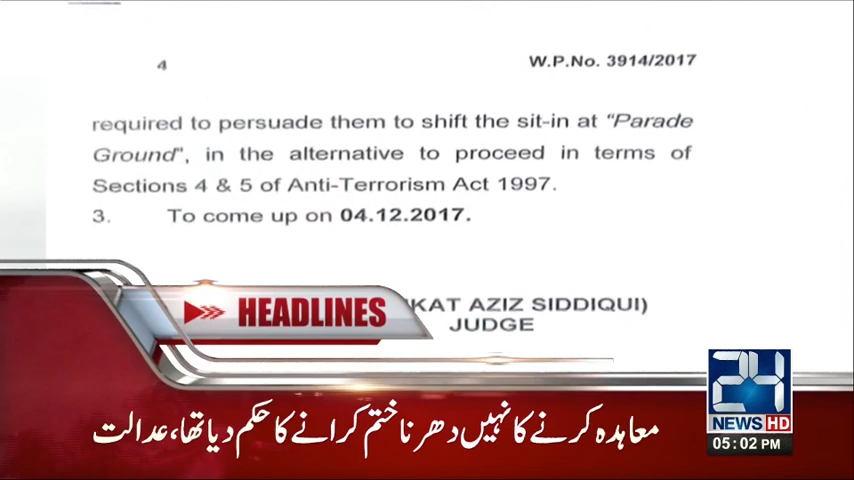 4
W.P.No. 3914/2017
required to persuade them to shift the sit-in at "Parade
Ground", in the alternative to proceed in terms of
Sections 4 & 5 of Anti-Terrorism Act 1997.
3. To come up on 04.12.2017.
KAT AZIZ SIDDIQUI)
JUDGE
HEADLINES
24
NEWS HD
05:02 PM
معاہدہ کرنے کا نہیں دھرنا ختم کرانے کا حکم دیا تھا، عدالت